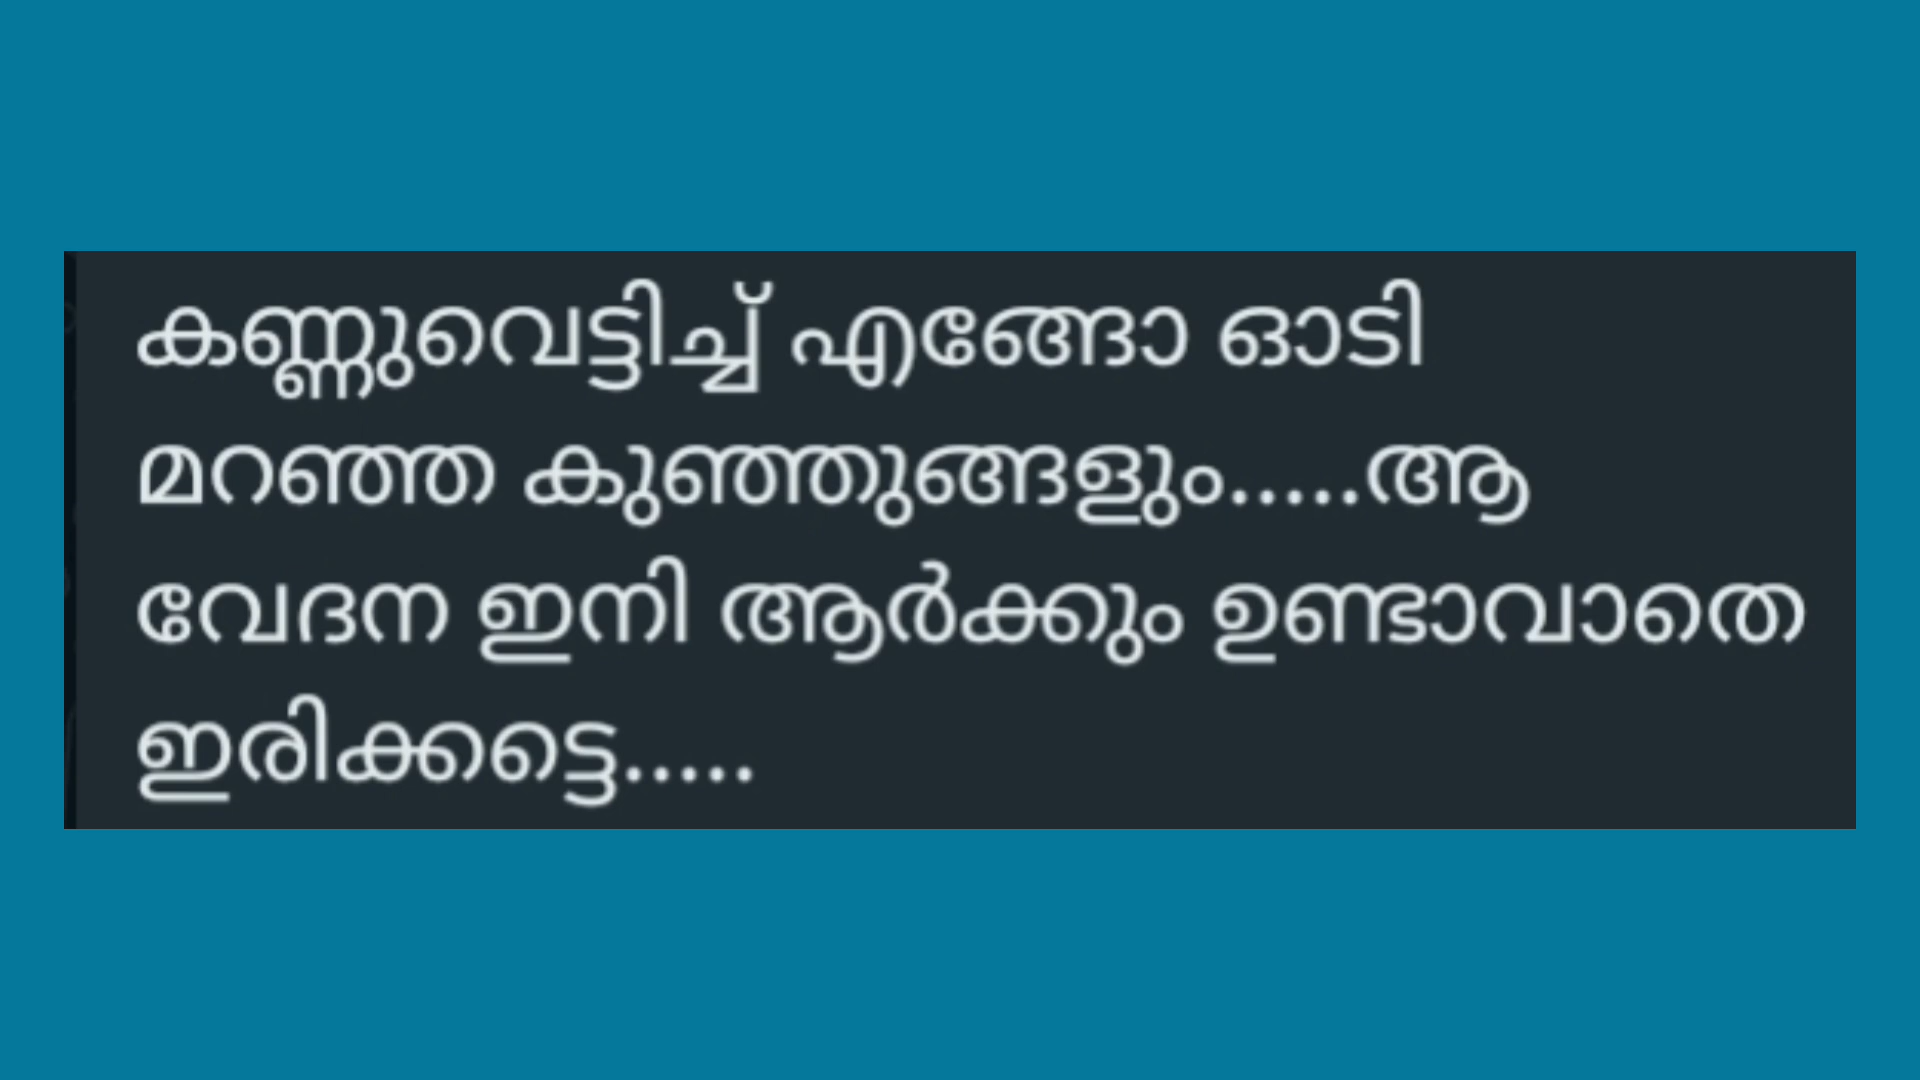 കണ്ണുവെട്ടിച്ച് എങ്ങോ ഓടി
മറഞ്ഞ കുഞ്ഞുങ്ങളും.....ആ
വേദന ഇനി ആർക്കും ഉണ്ടാവാതെ
ഇരിക്കട്ടെ.....